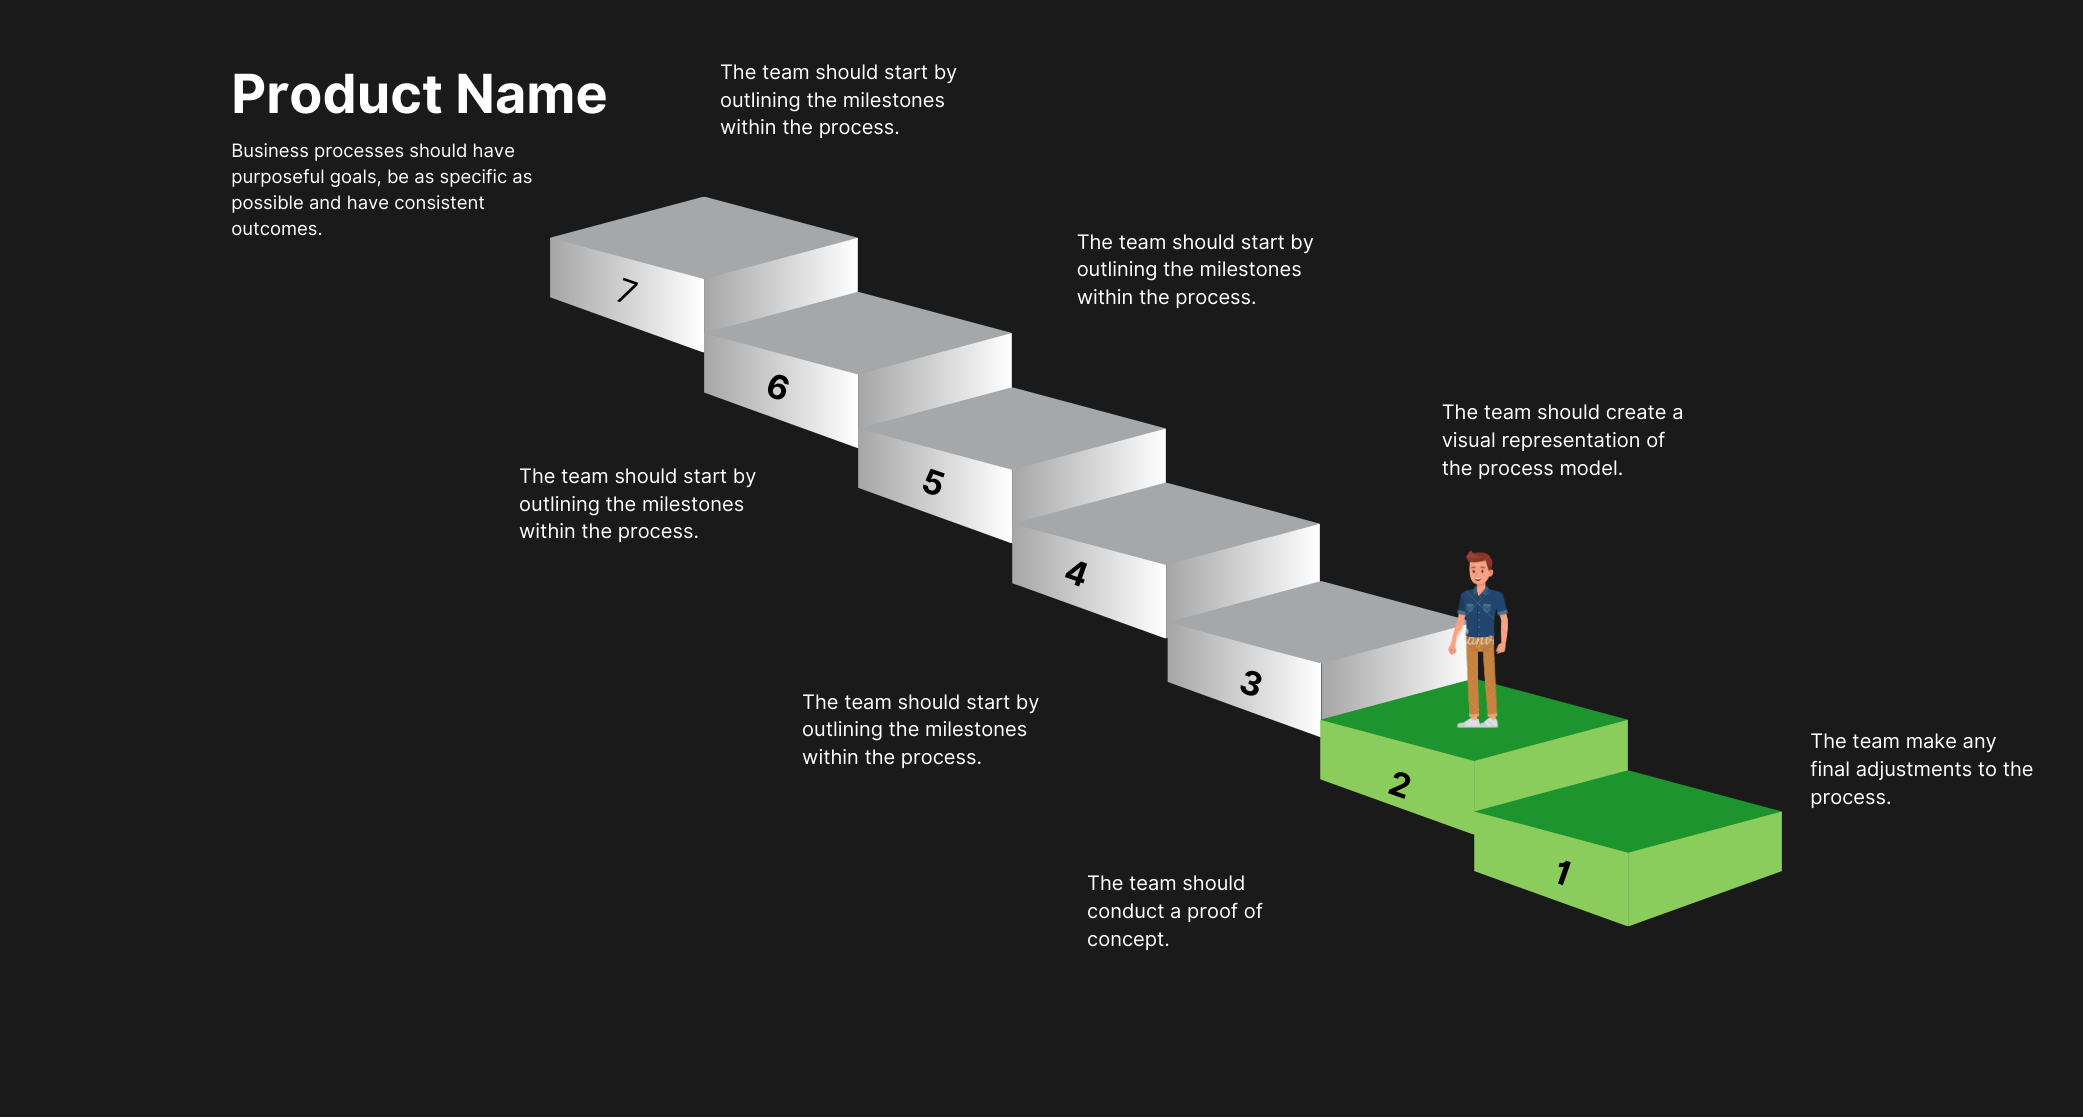 Product Name
Business processes should have
purposeful goals, be as specific as
possible and have consistent
outcomes.
The team should start by
outlining the milestones
within the process.
The team should start by
outlining the milestones
within the process.
The team should create a
visual representation of
the process model.
The team should start by
outlining the milestones
within the process.
The team should start by
outlining the milestones
within the process.
The team make any
final adjustments to the
process.
The team should
conduct a proof of
concept.
7
6
5
4
3
2
1